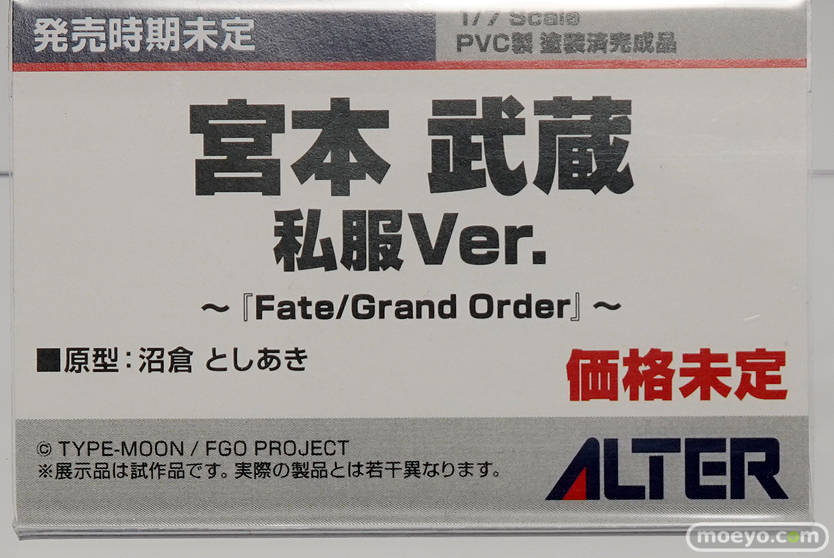 発売時期未定
1/7 Scale
PVC製 塗装済完成品
宮本 武蔵
私服Ver.
～『Fate/Grand Order』～
■原型：沼倉 としあき
価格未定
© TYPE-MOON / FGO PROJECT
※展示品は試作品です。実際の製品とは若干異なります。
ALTER
moeyo.com